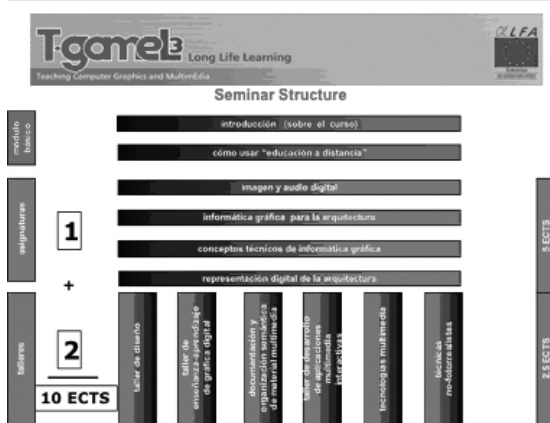 T-gameL3 Long Life Learning
αLFA
Teaching Computer Graphics and MultimEdia
Seminar Structure
módulo
básico
introducción (sobre el curso)
cómo usar "educación a distancia"
asignaturas
1
imagen y audio digital
informática gráfica para la arquitectura
conceptos técnicos de informática gráfica
representación digital de la arquitectura
5 ECTS
+
talleres
2
10 ECTS
taller de diseño
taller de
enseñanza-aprendizaje
de gráfica digital
documentación y
organización semántica
de material multimedia
taller de desarrollo
de aplicaciones
multimedia
interactivas
tecnologías multimedia
técnicas
no-fotorrealistas
2.5 ECTS